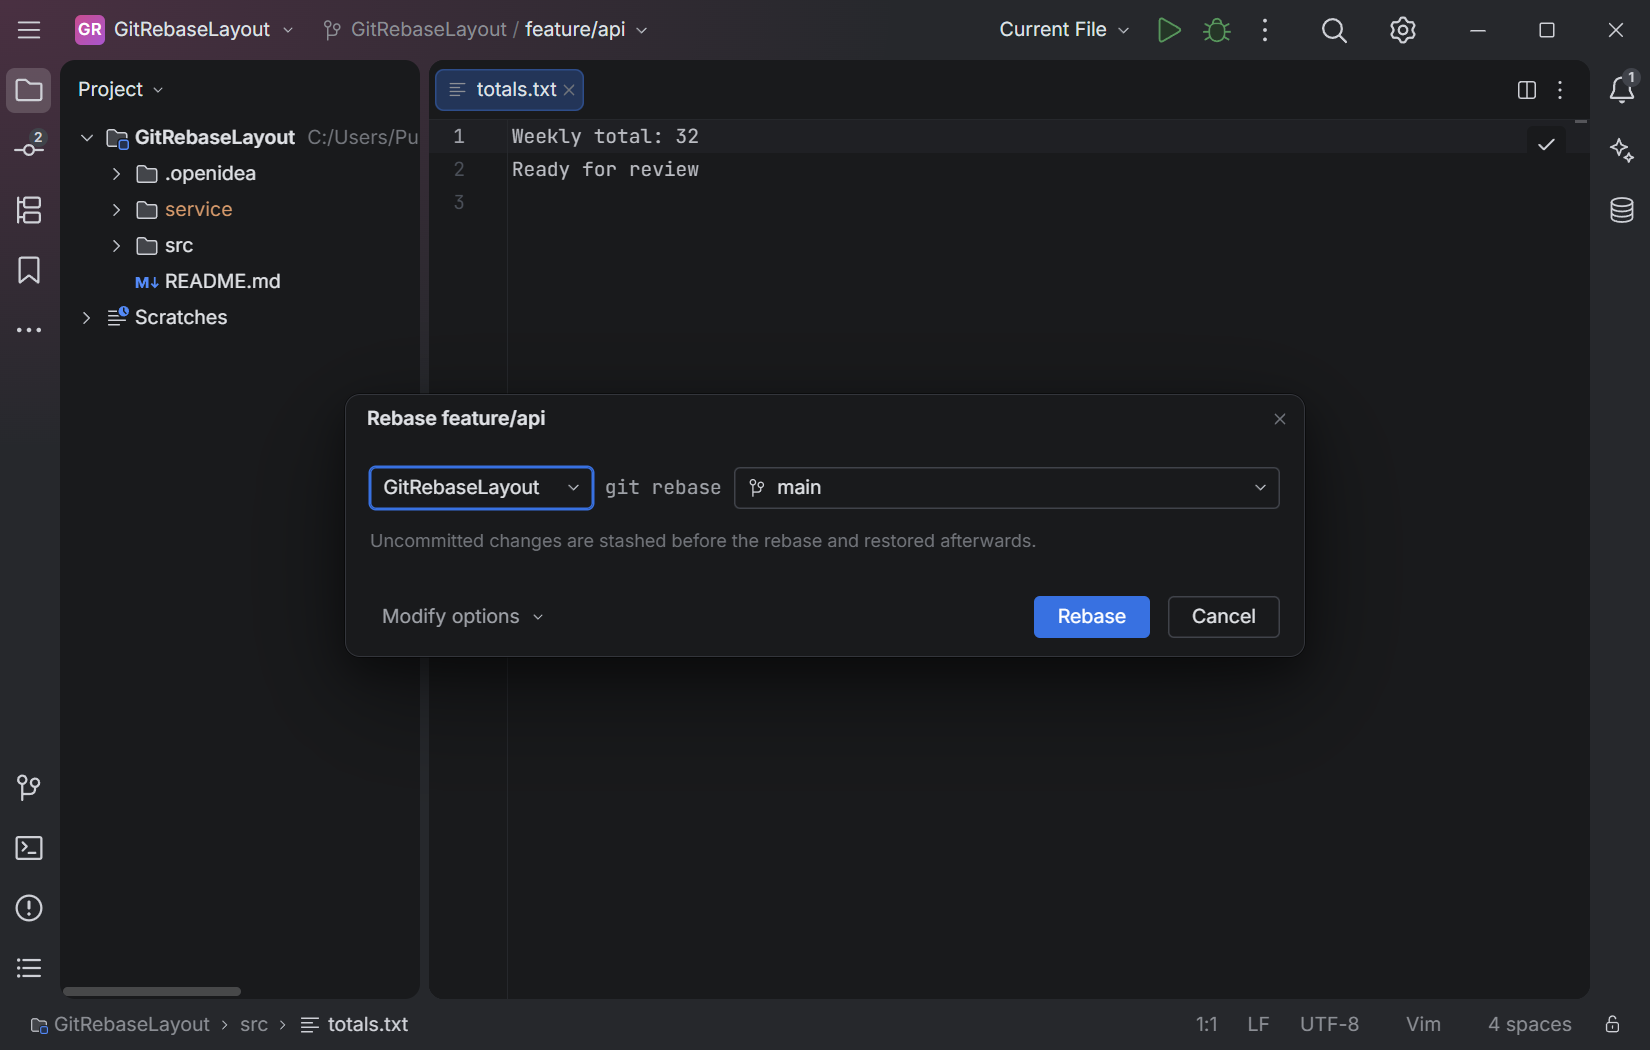 GR GitRebaseLayout GitRebaseLayout / feature/api Current File
Project
totals.txt
1
2
GitRebaseLayout C:/Users/Pu
.openidea
service
src
M↓ README.md
Scratches
1 Weekly total: 32
2 Ready for review
3
Rebase feature/api
GitRebaseLayout git rebase main
Uncommitted changes are stashed before the rebase and restored afterwards.
Modify options Rebase Cancel
GitRebaseLayout › src › totals.txt 1:1 LF UTF-8 Vim 4 spaces